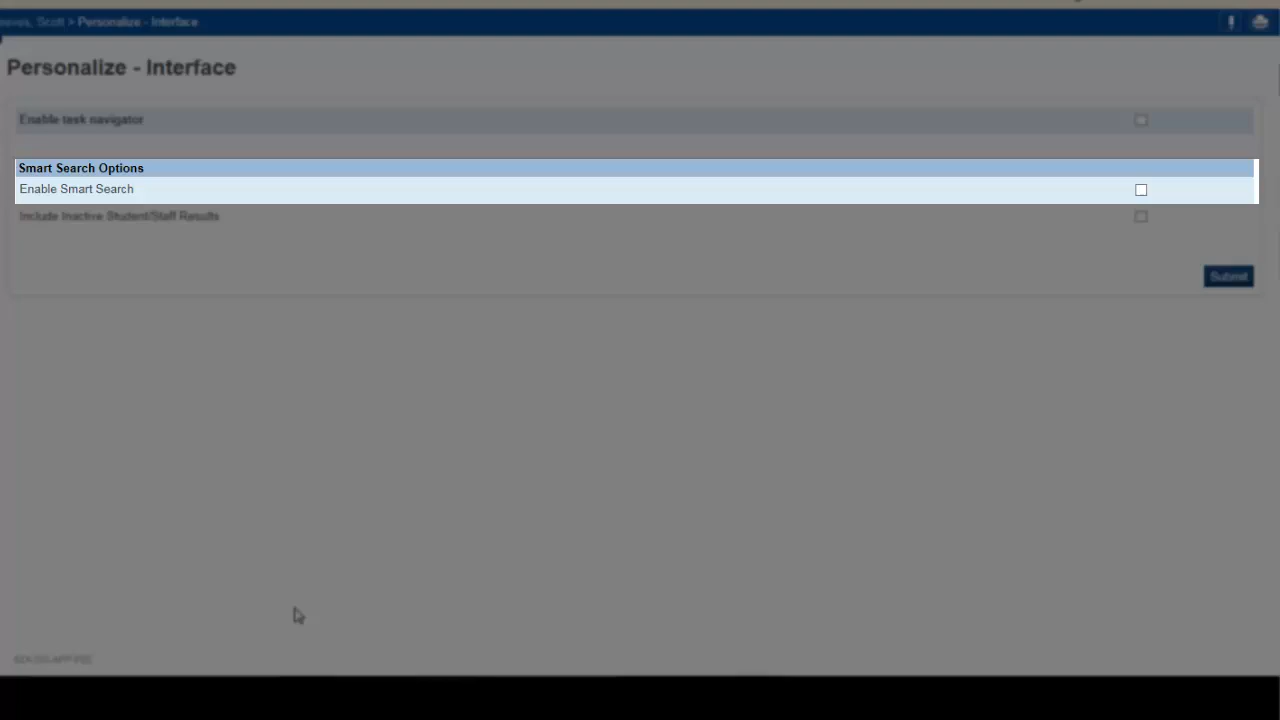 Scott > Personalize - Interface
Personalize - Interface
Enable task navigator
Smart Search Options
Enable Smart Search
Include Inactive Student/Staff Results
Submit